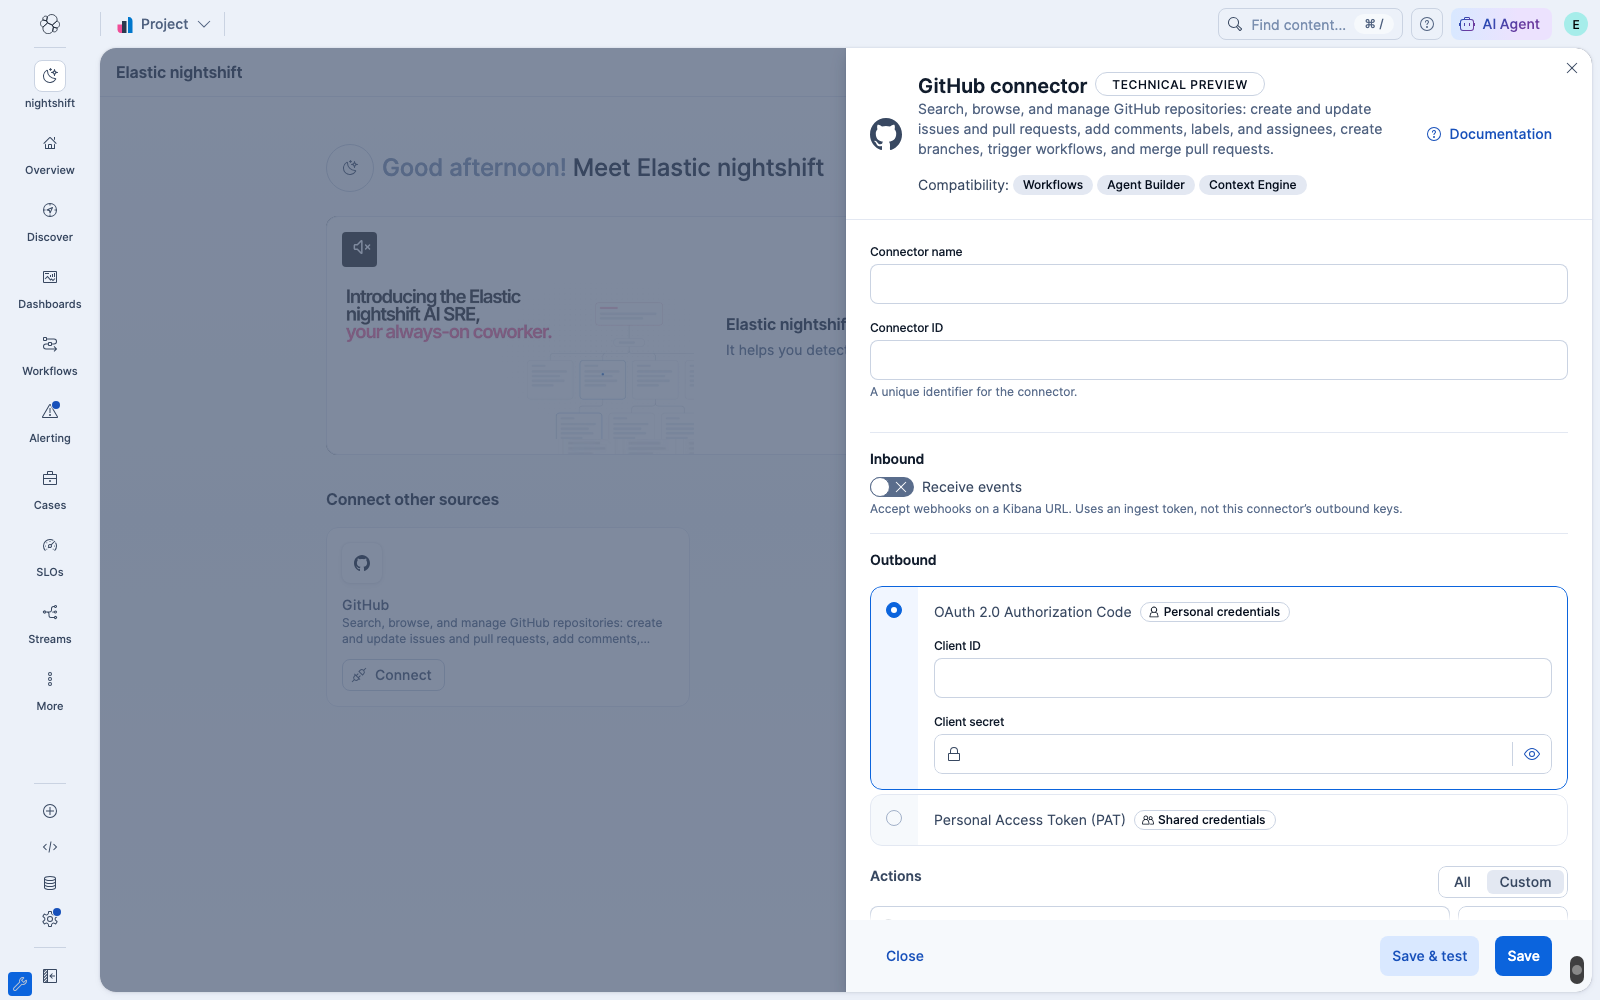 Project
Find content...
⌘ /
AI Agent
E
nightshift
Overview
Discover
Dashboards
Workflows
Alerting
Cases
SLOs
Streams
More
Elastic nightshift
Good afternoon! Meet Elastic nightshift
Introducing the Elastic
nightshift AI SRE,
your always-on coworker.
Elastic nightshif
It helps you detec
Connect other sources
GitHub
Search, browse, and manage GitHub repositories: create
and update issues and pull requests, add comments,...
Connect
GitHub connector
TECHNICAL PREVIEW
Search, browse, and manage GitHub repositories: create and update
issues and pull requests, add comments, labels, and assignees, create
branches, trigger workflows, and merge pull requests.
Documentation
Compatibility: Workflows Agent Builder Context Engine
Connector name
Connector ID
A unique identifier for the connector.
Inbound
Receive events
Accept webhooks on a Kibana URL. Uses an ingest token, not this connector's outbound keys.
Outbound
OAuth 2.0 Authorization Code Personal credentials
Client ID
Client secret
Personal Access Token (PAT) Shared credentials
Actions
All Custom
Close
Save & test
Save